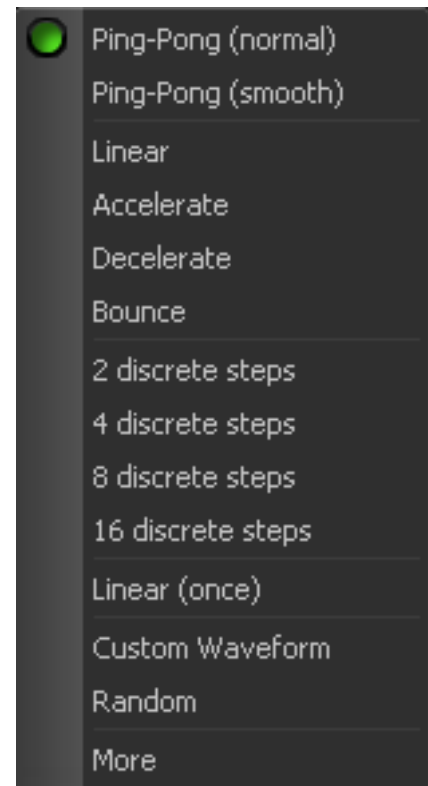 Ping-Pong (normal)
Ping-Pong (smooth)
Linear
Accelerate
Decelerate
Bounce
2 discrete steps
4 discrete steps
8 discrete steps
16 discrete steps
Linear (once)
Custom Waveform
Random
More